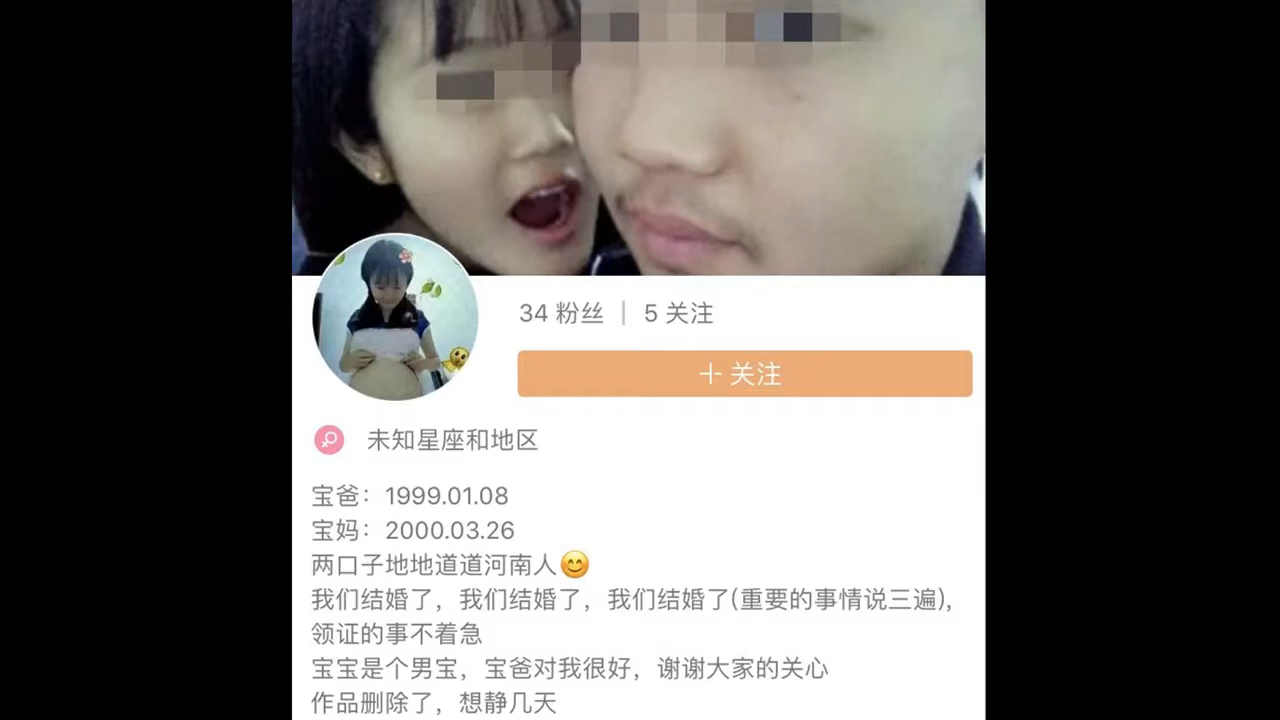 34 粉丝 | 5 关注
十关注
未知星座和地区
宝爸：1999.01.08
宝妈：2000.03.26
两口子地地道道河南人😊
我们结婚了，我们结婚了，我们结婚了(重要的事情说三遍)，
领证的事不着急
宝宝是个男宝，宝爸对我很好，谢谢大家的关心
作品删除了，想静几天